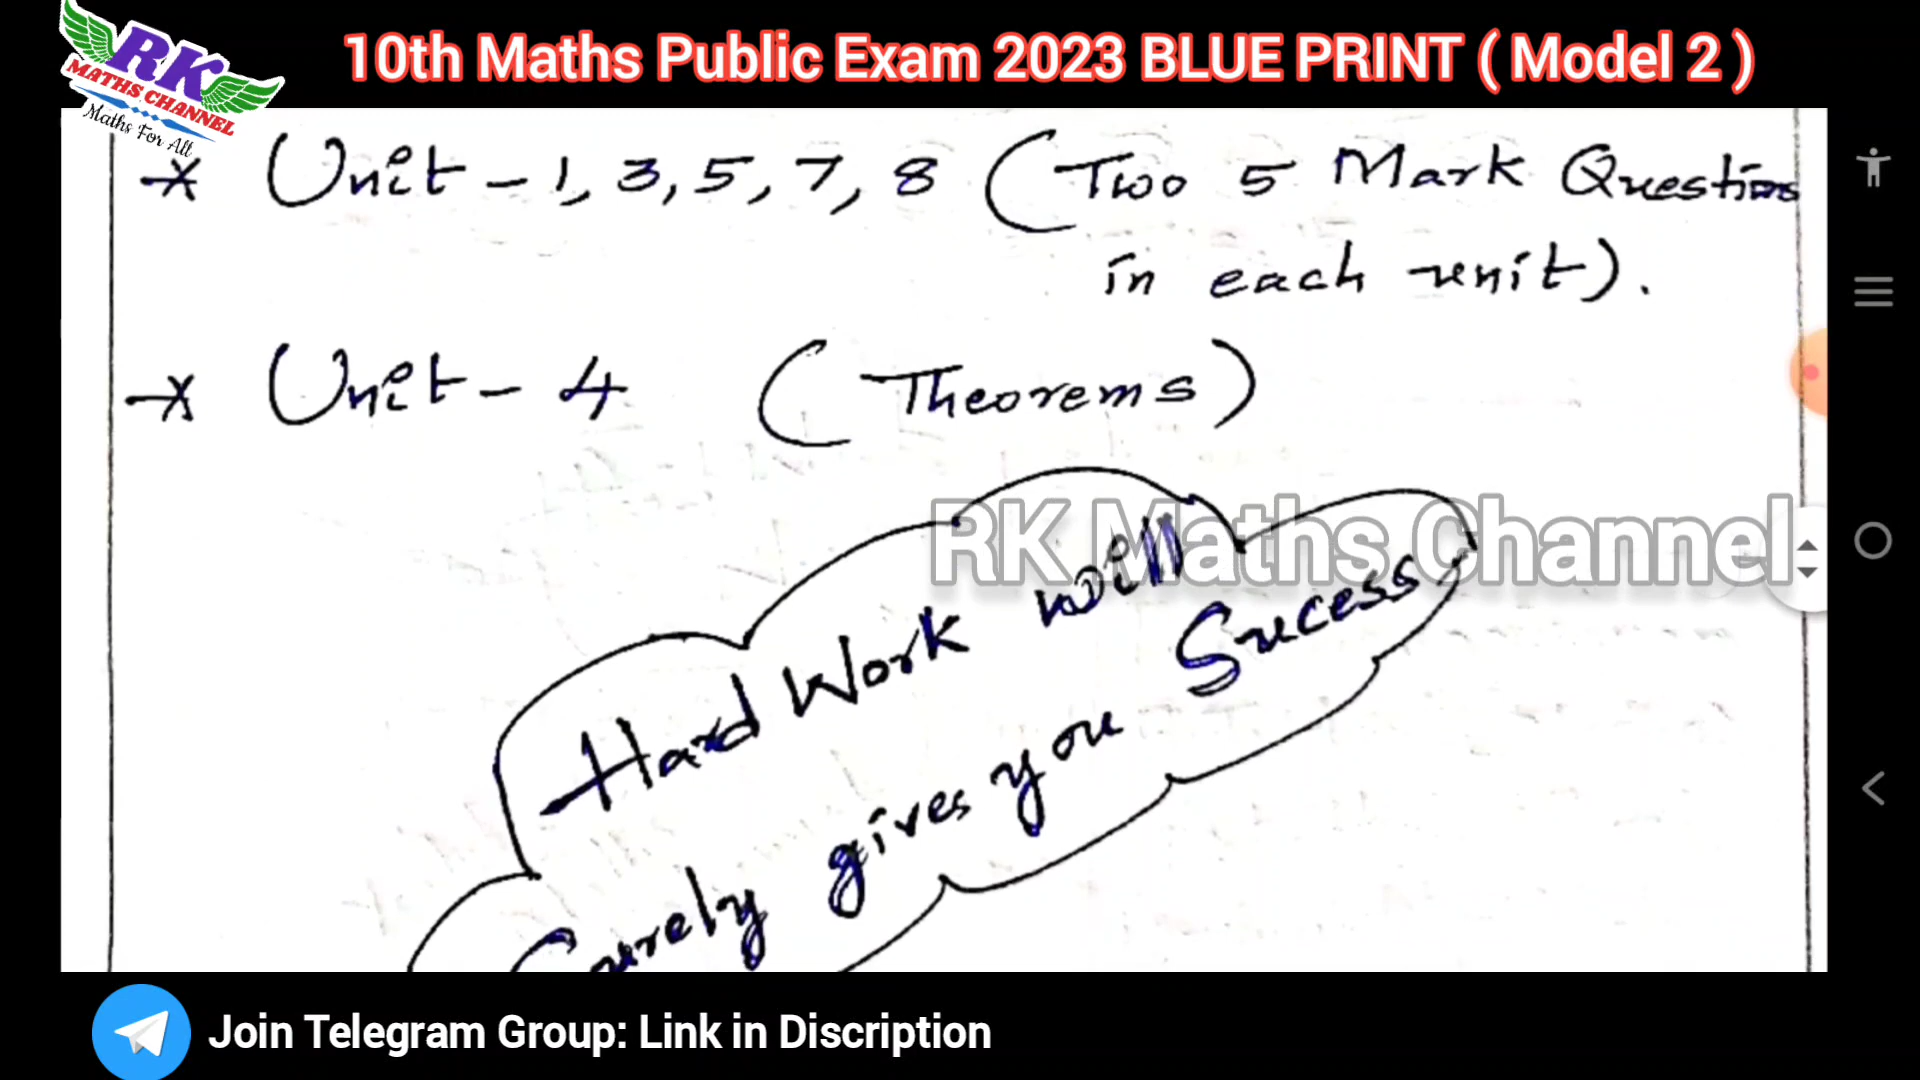 RK
MATHS CHANNEL
Maths For All
10th Maths Public Exam 2023 BLUE PRINT ( Model 2 )
* Unit - 1, 3, 5, 7, 8 (Two 5 Mark Questions
in each unit).
* Unit - 4 (Theorems)
RK Maths Channel
Hard Work will
Surely gives you Sucess
Join Telegram Group: Link in Discription